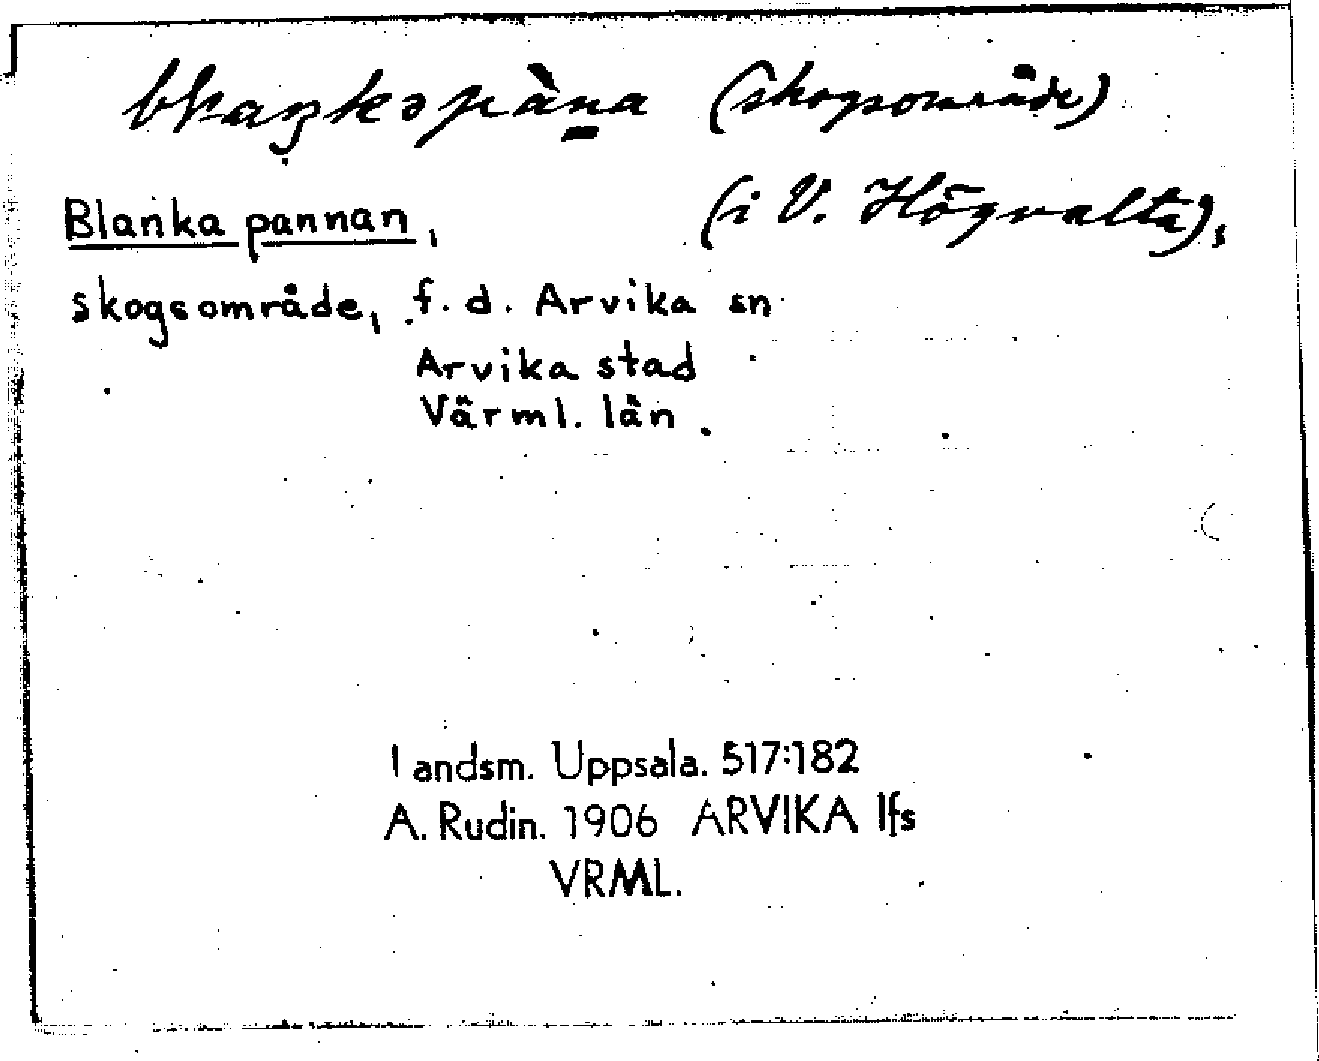 (skogsområde)
Blanka pannan, (i V. Högvalta),
skogsområde, f. d. Arvika sn
Arvika stad
Värml. län.
Landsm. Uppsala. 517:182
A. Rudin. 1906 ARVIKA lfs
VRML.